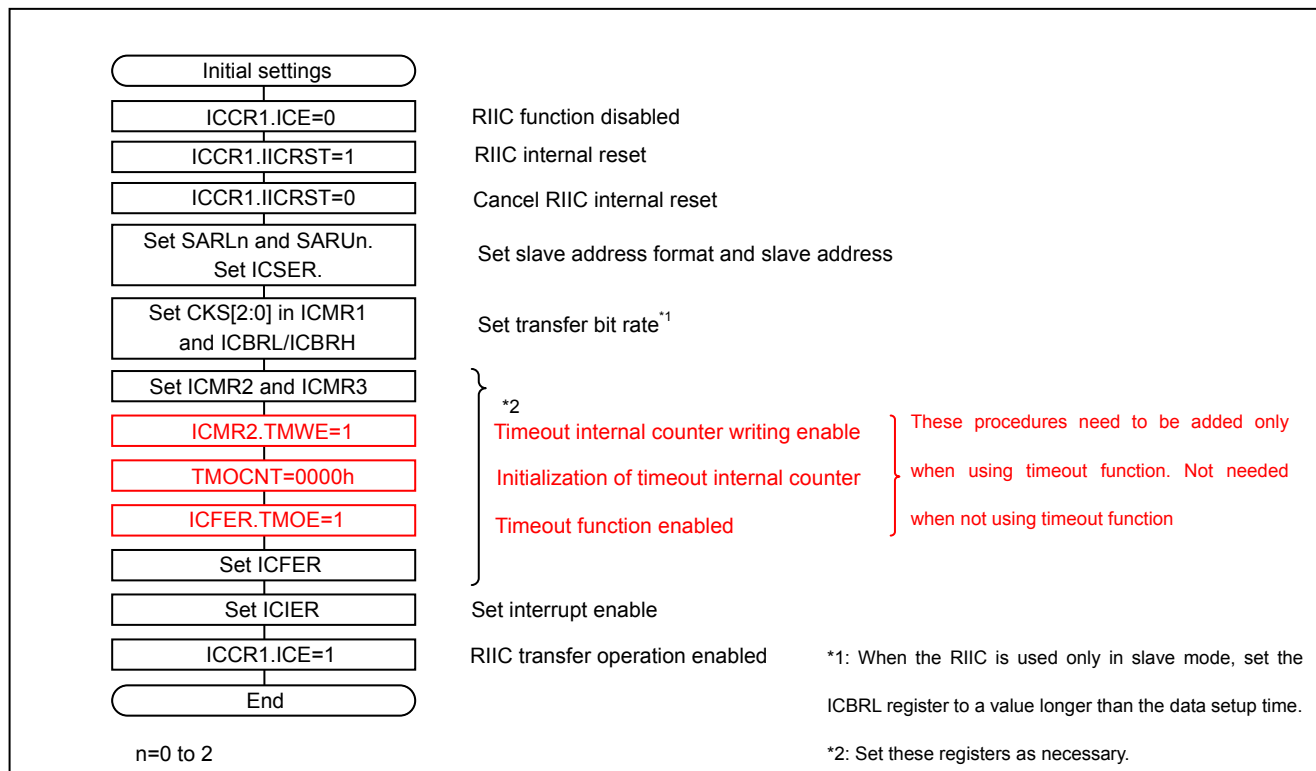 Initial settings
ICCR1.ICE=0
RIIC function disabled
ICCR1.IICRST=1
RIIC internal reset
ICCR1.IICRST=0
Cancel RIIC internal reset
Set SARLn and SARUn.
Set ICSER.
Set slave address format and slave address
Set CKS[2:0] in ICMR1
and ICBRL/ICBRH
Set transfer bit rate*1
Set ICMR2 and ICMR3
*2
ICMR2.TMWE=1
Timeout internal counter writing enable
TMOCNT=0000h
Initialization of timeout internal counter
ICFER.TMOE=1
Timeout function enabled
These procedures need to be added only
when using timeout function. Not needed
when not using timeout function
Set ICFER
Set ICIER
Set interrupt enable
ICCR1.ICE=1
RIIC transfer operation enabled
End
n=0 to 2
*1: When the RIIC is used only in slave mode, set the
ICBRL register to a value longer than the data setup time.
*2: Set these registers as necessary.